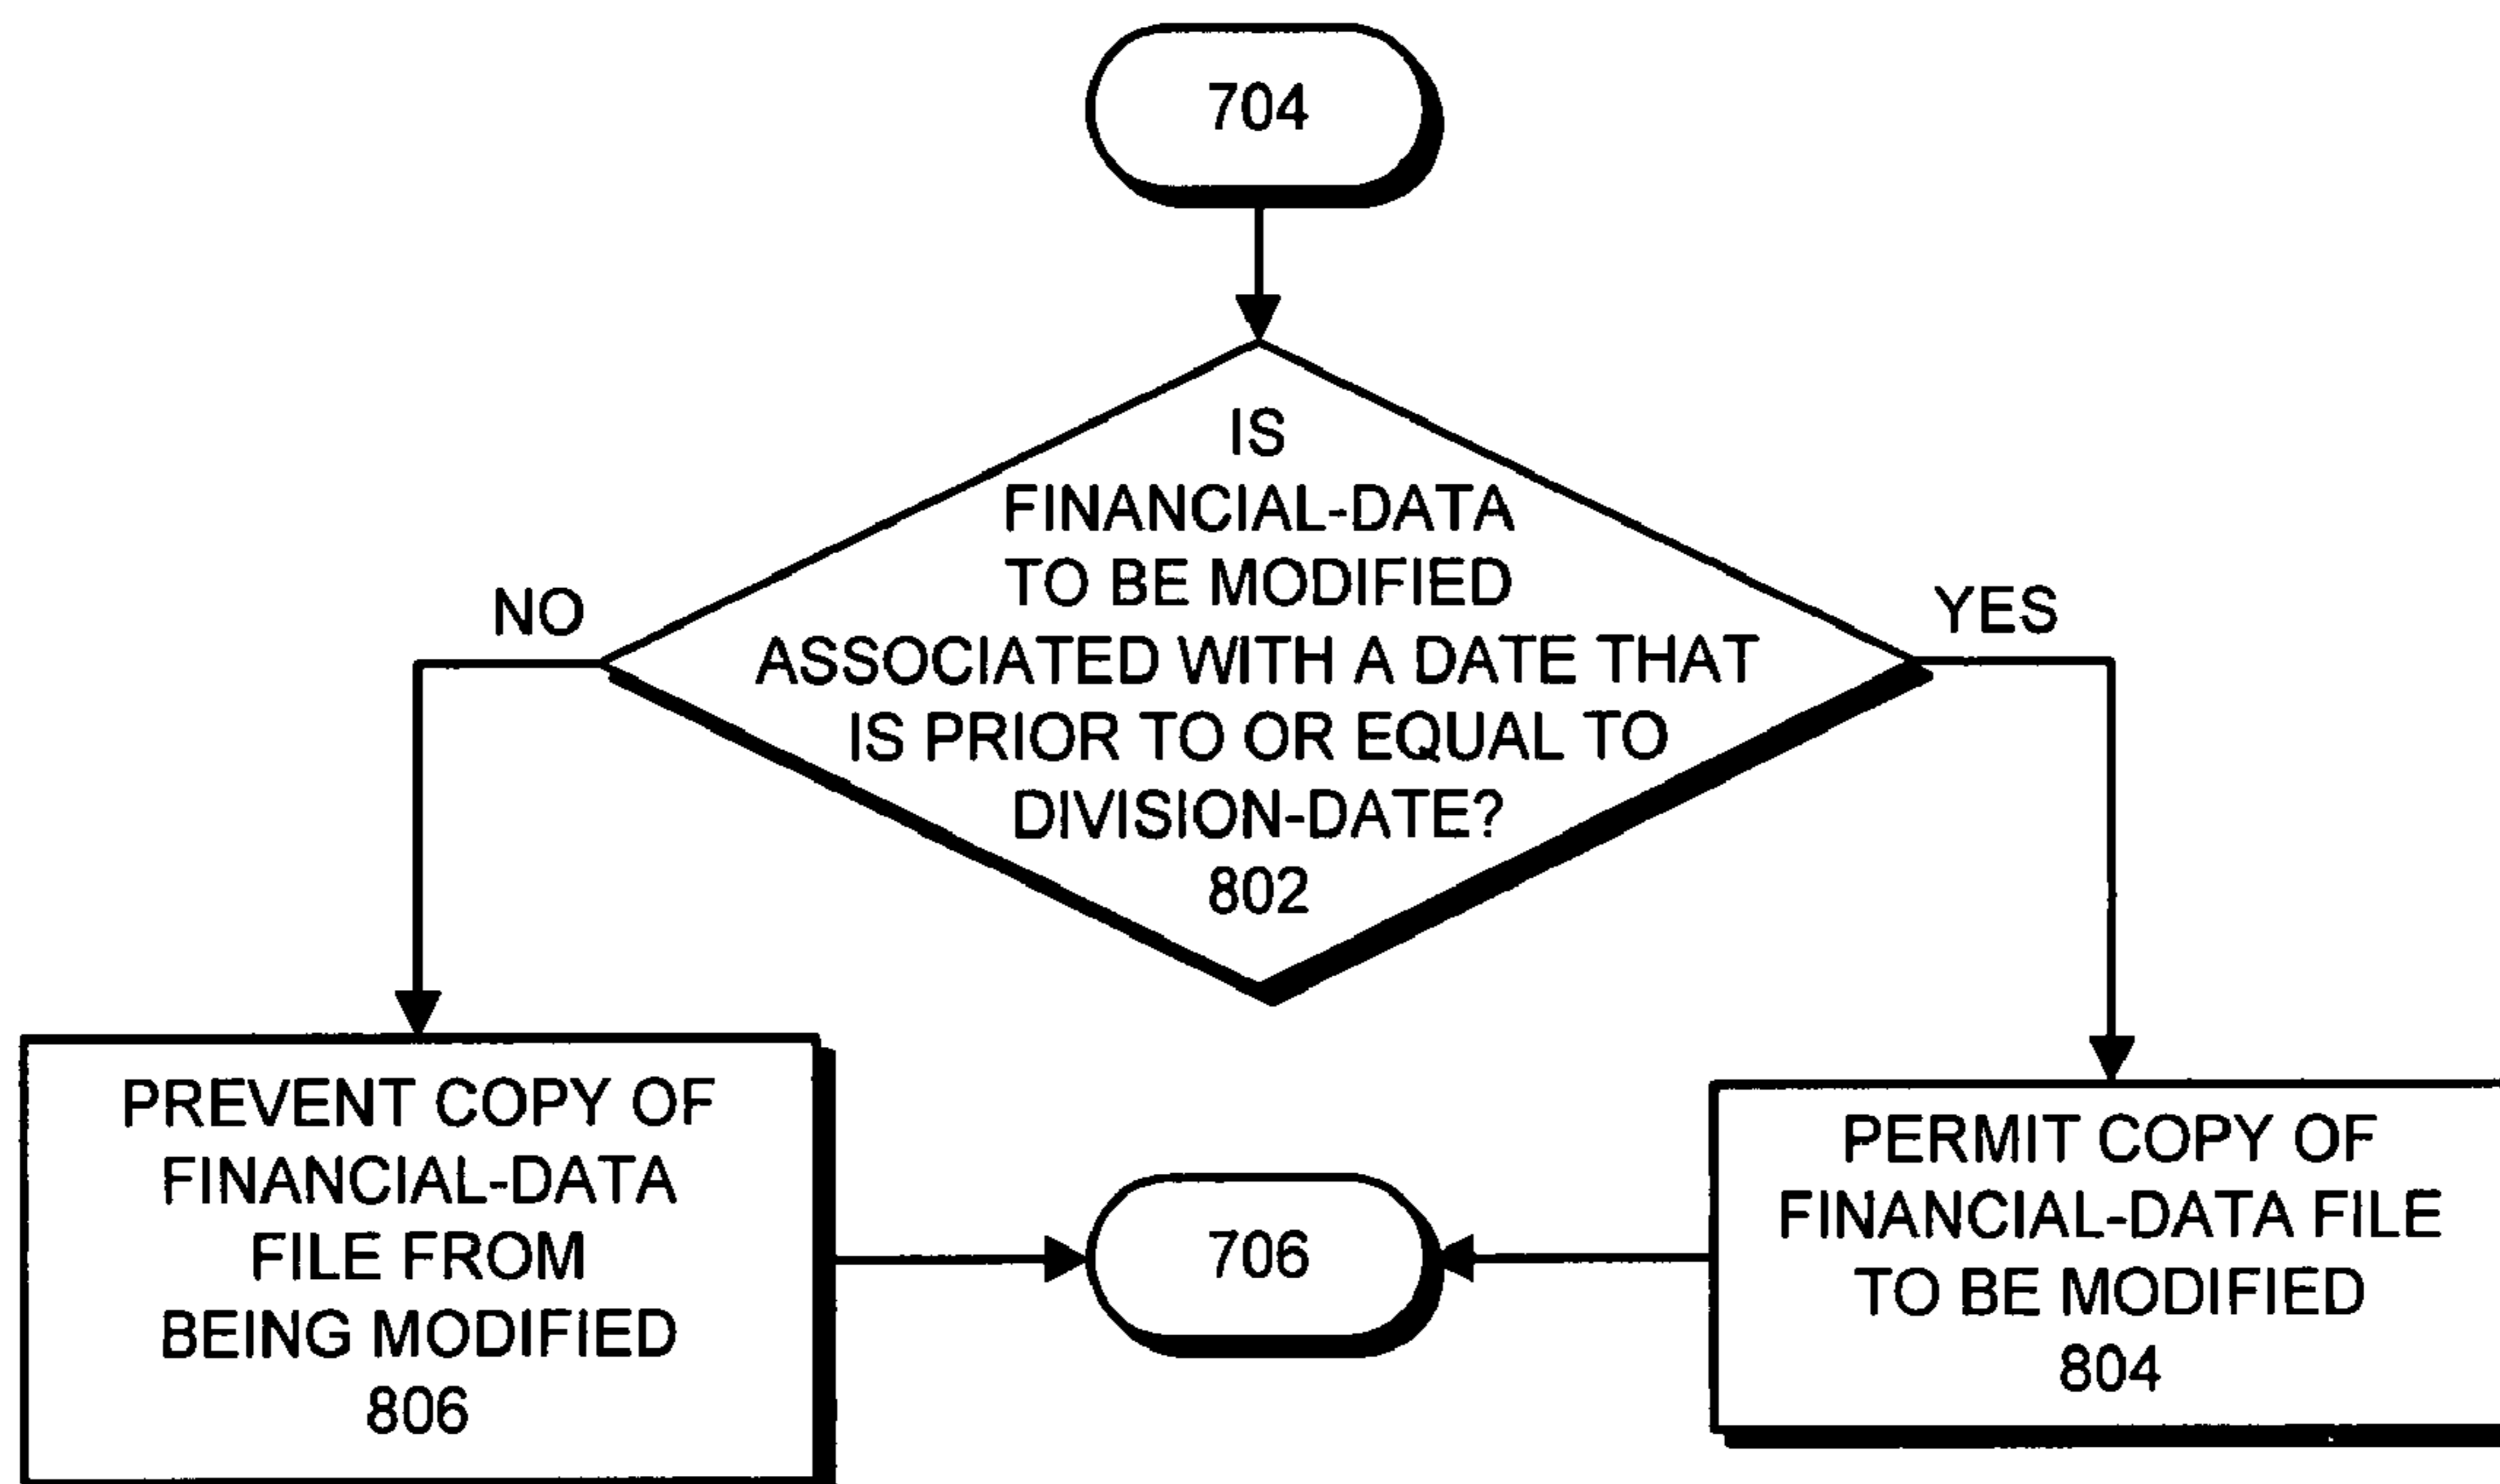 704
IS
FINANCIAL-DATA
TO BE MODIFIED
ASSOCIATED WITH A DATE THAT
IS PRIOR TO OR EQUAL TO
DIVISION-DATE?
802
NO
YES
PREVENT COPY OF
FINANCIAL-DATA
FILE FROM
BEING MODIFIED
806
706
PERMIT COPY OF
FINANCIAL-DATA FILE
TO BE MODIFIED
804